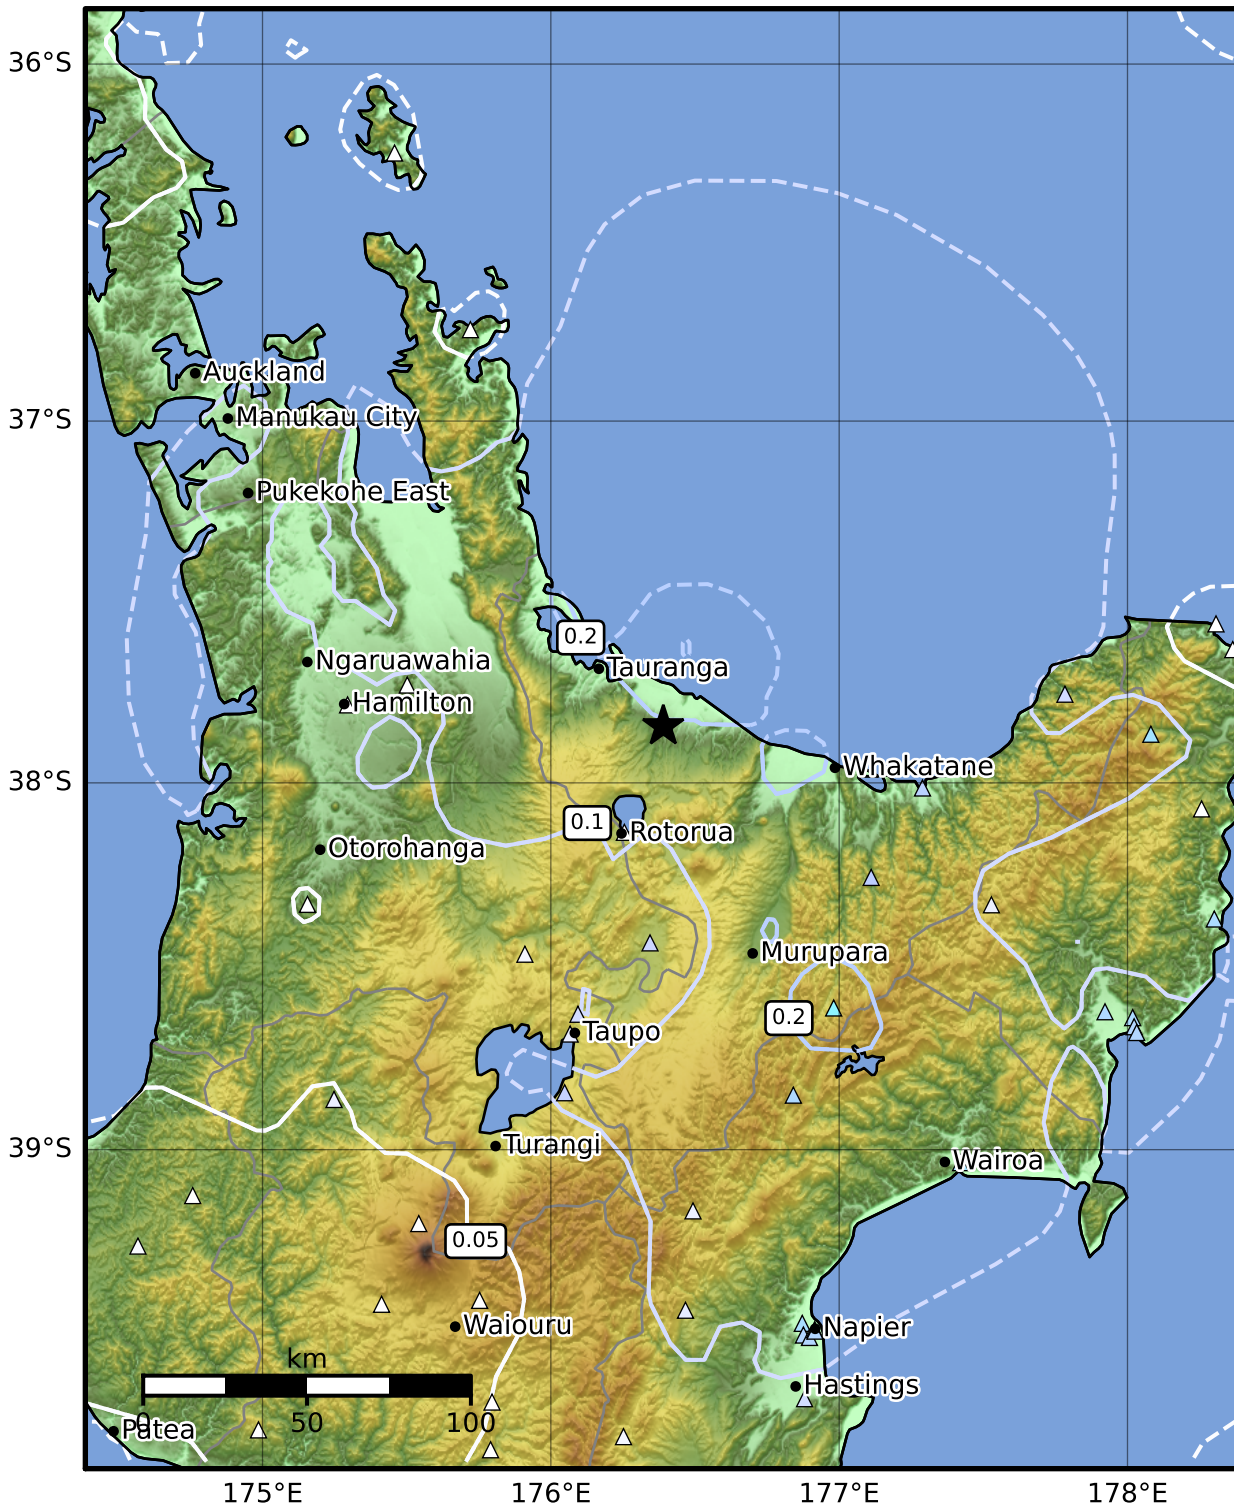 36°S
Auckland
37°S
Manukau City
Pukekohe East
0.2
Ngaruawahia
Tauranga
Hamilton
38°S
Whakatane
0.1
Rotorua
Otorohanga
Murupara
0.2
Taupo
39°S
Turangi
Wairoa
0.05
Waiouru
Napier
km
Hastings
0 50 100
Patea
175°E 176°E 177°E 178°E